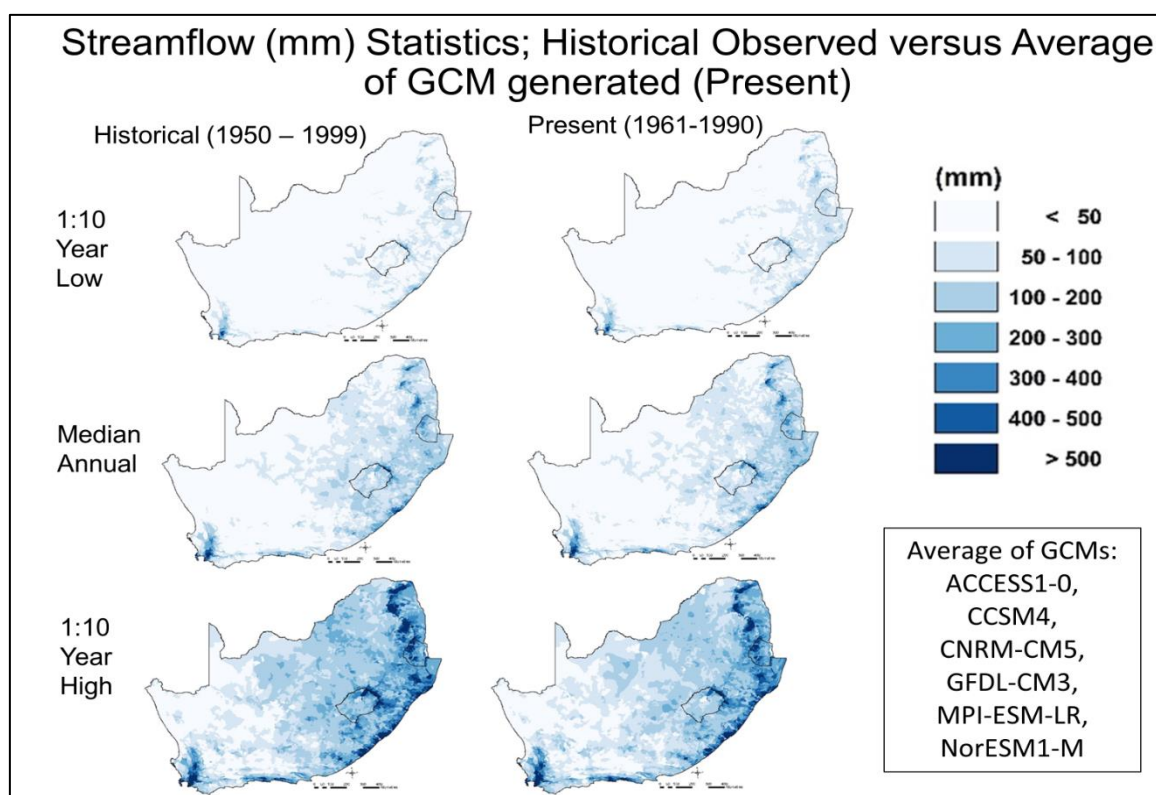 Streamflow (mm) Statistics; Historical Observed versus Average
of GCM generated (Present)
Historical (1950 – 1999)
Present (1961-1990)
1:10
Year
Low
Median
Annual
1:10
Year
High
(mm)
< 50
50 - 100
100 - 200
200 - 300
300 - 400
400 - 500
> 500
Average of GCMs:
ACCESS1-0,
CCSM4,
CNRM-CM5,
GFDL-CM3,
MPI-ESM-LR,
NorESM1-M